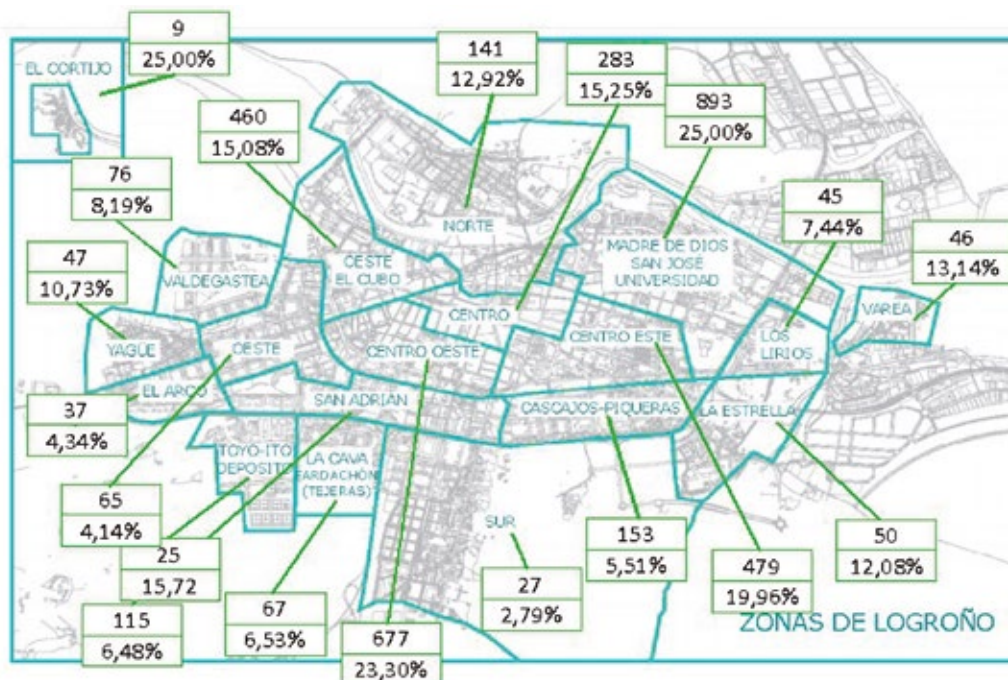 9
25,00%
EL CORTIJO
141
12,92%
283
15,25%
460
15,08%
893
25,00%
76
8,19%
45
7,44%
47
10,73%
46
13,14%
NORTE
MADRE DE DIOS
SAN JOSÉ
UNIVERSIDAD
OESTE
EL CUBO
VALDEGASTEA
CENTRO
VAREA
YAGÜE
OESTE
CENTRO OESTE
CENTRO ESTE
LOS
LIRIOS
EL ARCO
SAN ADRIÁN
CASCAJOS-PIQUERAS
LA ESTRELLA
37
4,34%
TOYO-ITO
DEPOSITO
LA CAVA
FARDACHÓN
(TEJERAS)
SUR
65
4,14%
25
15,72
115
6,48%
67
6,53%
677
23,30%
27
2,79%
153
5,51%
479
19,96%
50
12,08%
ZONAS DE LOGROÑO